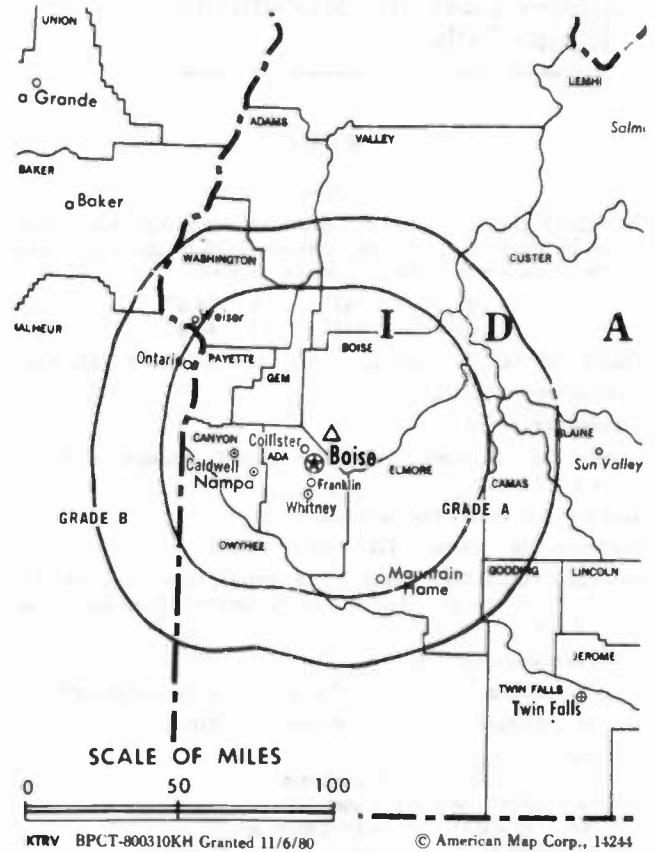 UNION
a Grande
LEMHI
Salm
ADAMS
VALLEY
BAKER
Baker
CUSTER
WASHINGTON
I D A
MALHEUR
Weiser
BOISE
Ontario
PAYETTE
GEM
CANYON
Collister
ADA
Boise
BLAINE
Sun Valley
Caldwell
ELMORE
Nampa
Franklin
CAMAS
Whitney
GRADE B
GRADE A
OWYHEE
Mountain
Home
GOODING
LINCOLN
JEROME
TWIN FALLS
Twin Falls
SCALE OF MILES
0 50 100
KTRV BPCT-800310KH Granted 11/6/80 © American Map Corp., 14244